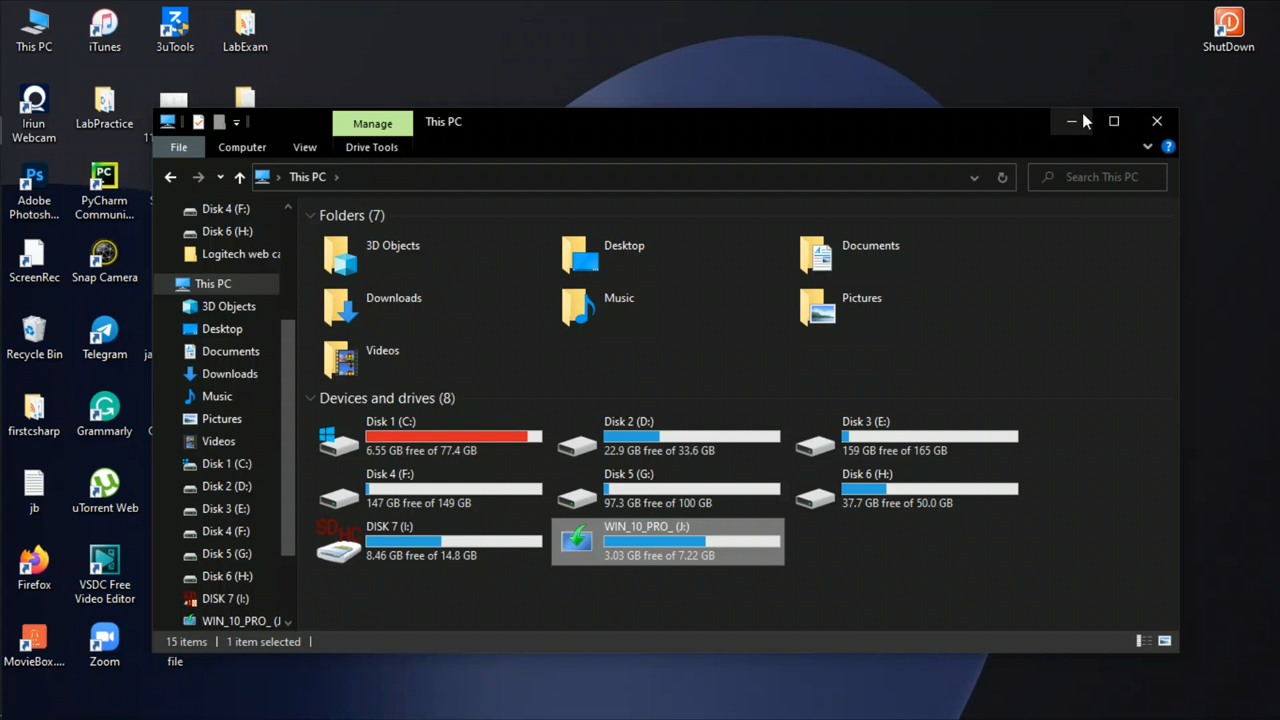 This PC
iTunes
3uTools
LabExam
ShutDown
Iriun
Webcam
LabPractice
Adobe
Photosh...
PyCharm
Communi...
ScreenRec
Snap Camera
Recycle Bin
Telegram
firstcsharp
Grammarly
jb
uTorrent Web
Firefox
VSDC Free
Video Editor
MovieBox....
Zoom
file
Manage
This PC
File
Computer
View
Drive Tools
This PC
Search This PC
Disk 4 (F:)
Disk 6 (H:)
Logitech web ca
This PC
3D Objects
Desktop
Documents
Downloads
Music
Pictures
Videos
Disk 1 (C:)
Disk 2 (D:)
Disk 3 (E:)
Disk 4 (F:)
Disk 5 (G:)
Disk 6 (H:)
DISK 7 (I:)
WIN_10_PRO_ (J
Folders (7)
3D Objects
Desktop
Documents
Downloads
Music
Pictures
Videos
Devices and drives (8)
Disk 1 (C:)
6.55 GB free of 77.4 GB
Disk 2 (D:)
22.9 GB free of 33.6 GB
Disk 3 (E:)
159 GB free of 165 GB
Disk 4 (F:)
147 GB free of 149 GB
Disk 5 (G:)
97.3 GB free of 100 GB
Disk 6 (H:)
37.7 GB free of 50.0 GB
SDHC
DISK 7 (I:)
8.46 GB free of 14.8 GB
WIN_10_PRO_ (J:)
3.03 GB free of 7.22 GB
15 items
1 item selected